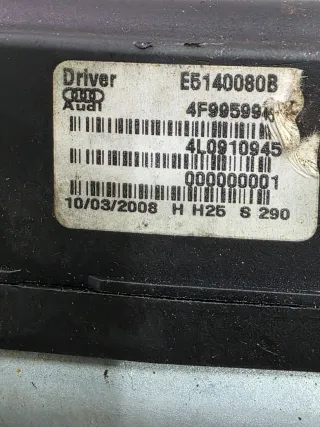 Driver E5140080B
Audi
4L0910945
000000001
10/03/2008 H H25 S 290